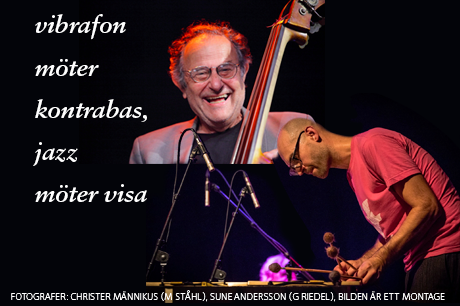 vibrafon
möter
kontrabas,
jazz
möter visa
FOTOGRAFER: CHRISTER MÄNNIKUS (M STÅHL), SUNE ANDERSSON (G RIEDEL), BILDEN ÄR ETT MONTAGE